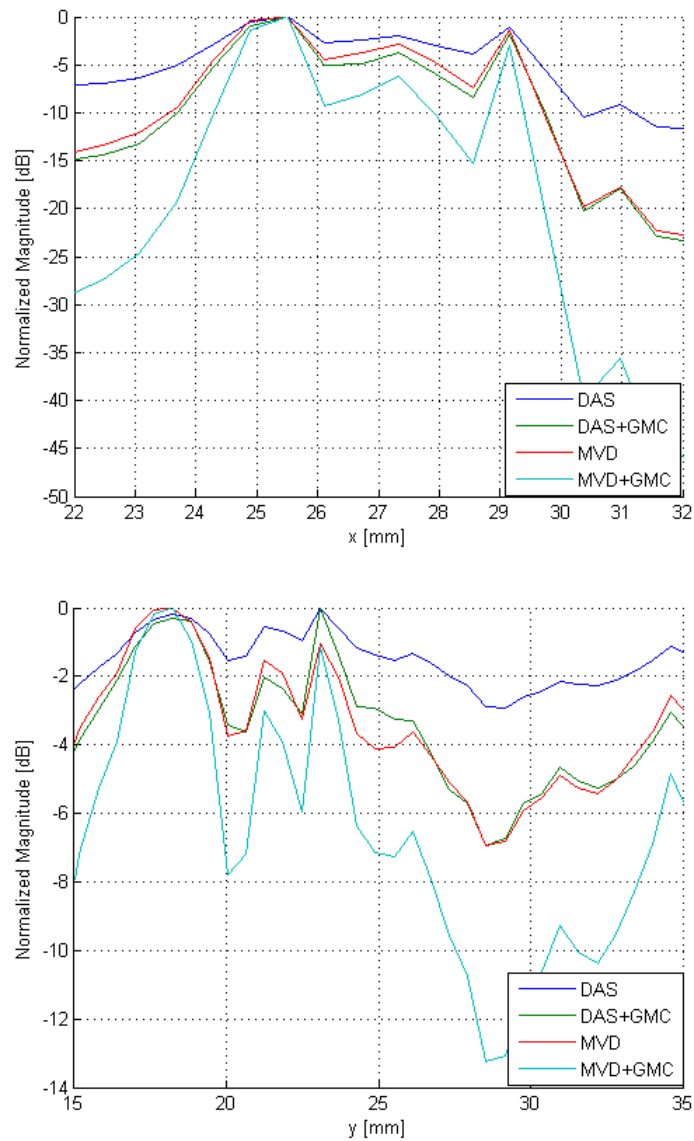 0
-5
-10
-15
-20
-25
-30
-35
-40
-45
-50
Normalized Magnitude [dB]
22 23 24 25 26 27 28 29 30 31 32
x [mm]
DAS
DAS+GMC
MVD
MVD+GMC
0
-2
-4
-6
-8
-10
-12
-14
Normalized Magnitude [dB]
15 20 25 30 35
y [mm]
DAS
DAS+GMC
MVD
MVD+GMC